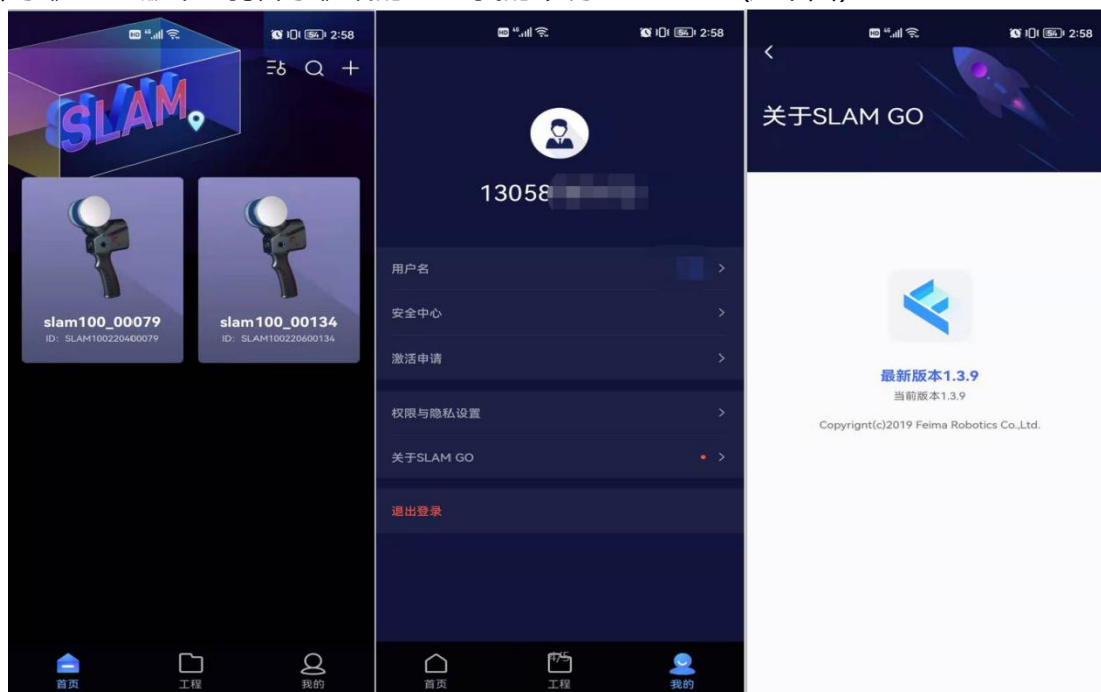 2:58
SLAM
slam100_00079
ID: SLAM100220400079
slam100_00134
ID: SLAM100220600134
首页
工程
我的
2:58
13058
用户名
安全中心
激活申请
权限与隐私设置
关于SLAM GO
退出登录
4/5
首页
工程
我的
2:58
关于SLAM GO
最新版本1.3.9
当前版本1.3.9
Copyrignt(c)2019 Feima Robotics Co.,Ltd.